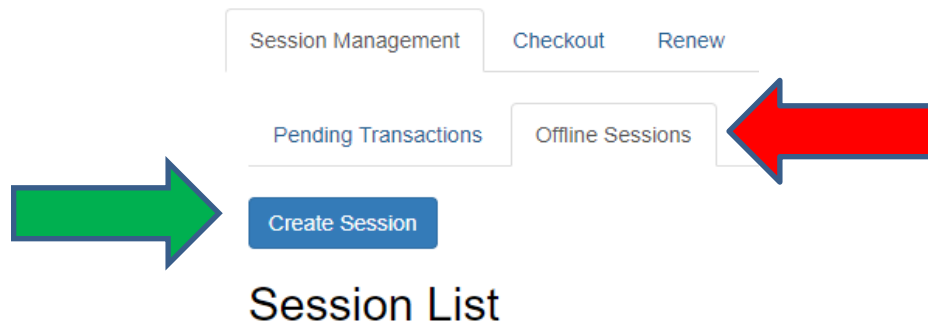 Session Management Checkout Renew
Pending Transactions Offline Sessions
Create Session
Session List